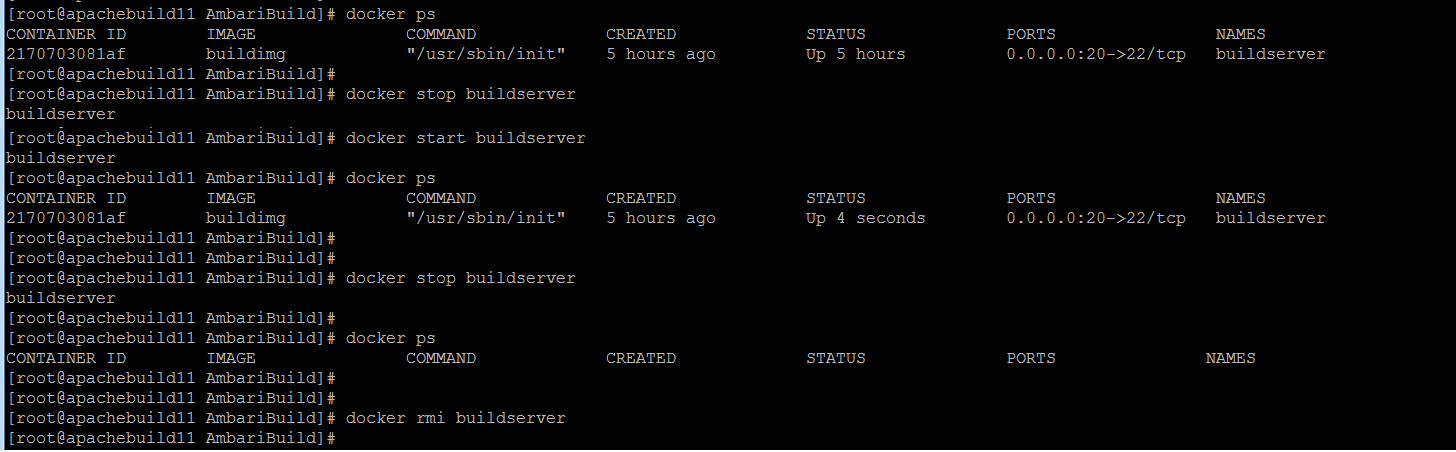 [root@apachebuild11 AmbariBuild]# docker ps
CONTAINER ID        IMAGE               COMMAND             CREATED             STATUS              PORTS                NAMES
2170703081af        buildimg            "/usr/sbin/init"    5 hours ago         Up 5 hours          0.0.0.0:20->22/tcp   buildserver
[root@apachebuild11 AmbariBuild]#
[root@apachebuild11 AmbariBuild]# docker stop buildserver
buildserver
[root@apachebuild11 AmbariBuild]# docker start buildserver
buildserver
[root@apachebuild11 AmbariBuild]# docker ps
CONTAINER ID        IMAGE               COMMAND             CREATED             STATUS              PORTS                NAMES
2170703081af        buildimg            "/usr/sbin/init"    5 hours ago         Up 4 seconds        0.0.0.0:20->22/tcp   buildserver
[root@apachebuild11 AmbariBuild]#
[root@apachebuild11 AmbariBuild]#
[root@apachebuild11 AmbariBuild]# docker stop buildserver
buildserver
[root@apachebuild11 AmbariBuild]#
[root@apachebuild11 AmbariBuild]# docker ps
CONTAINER ID        IMAGE               COMMAND             CREATED             STATUS              PORTS               NAMES
[root@apachebuild11 AmbariBuild]#
[root@apachebuild11 AmbariBuild]#
[root@apachebuild11 AmbariBuild]# docker rmi buildserver
[root@apachebuild11 AmbariBuild]#